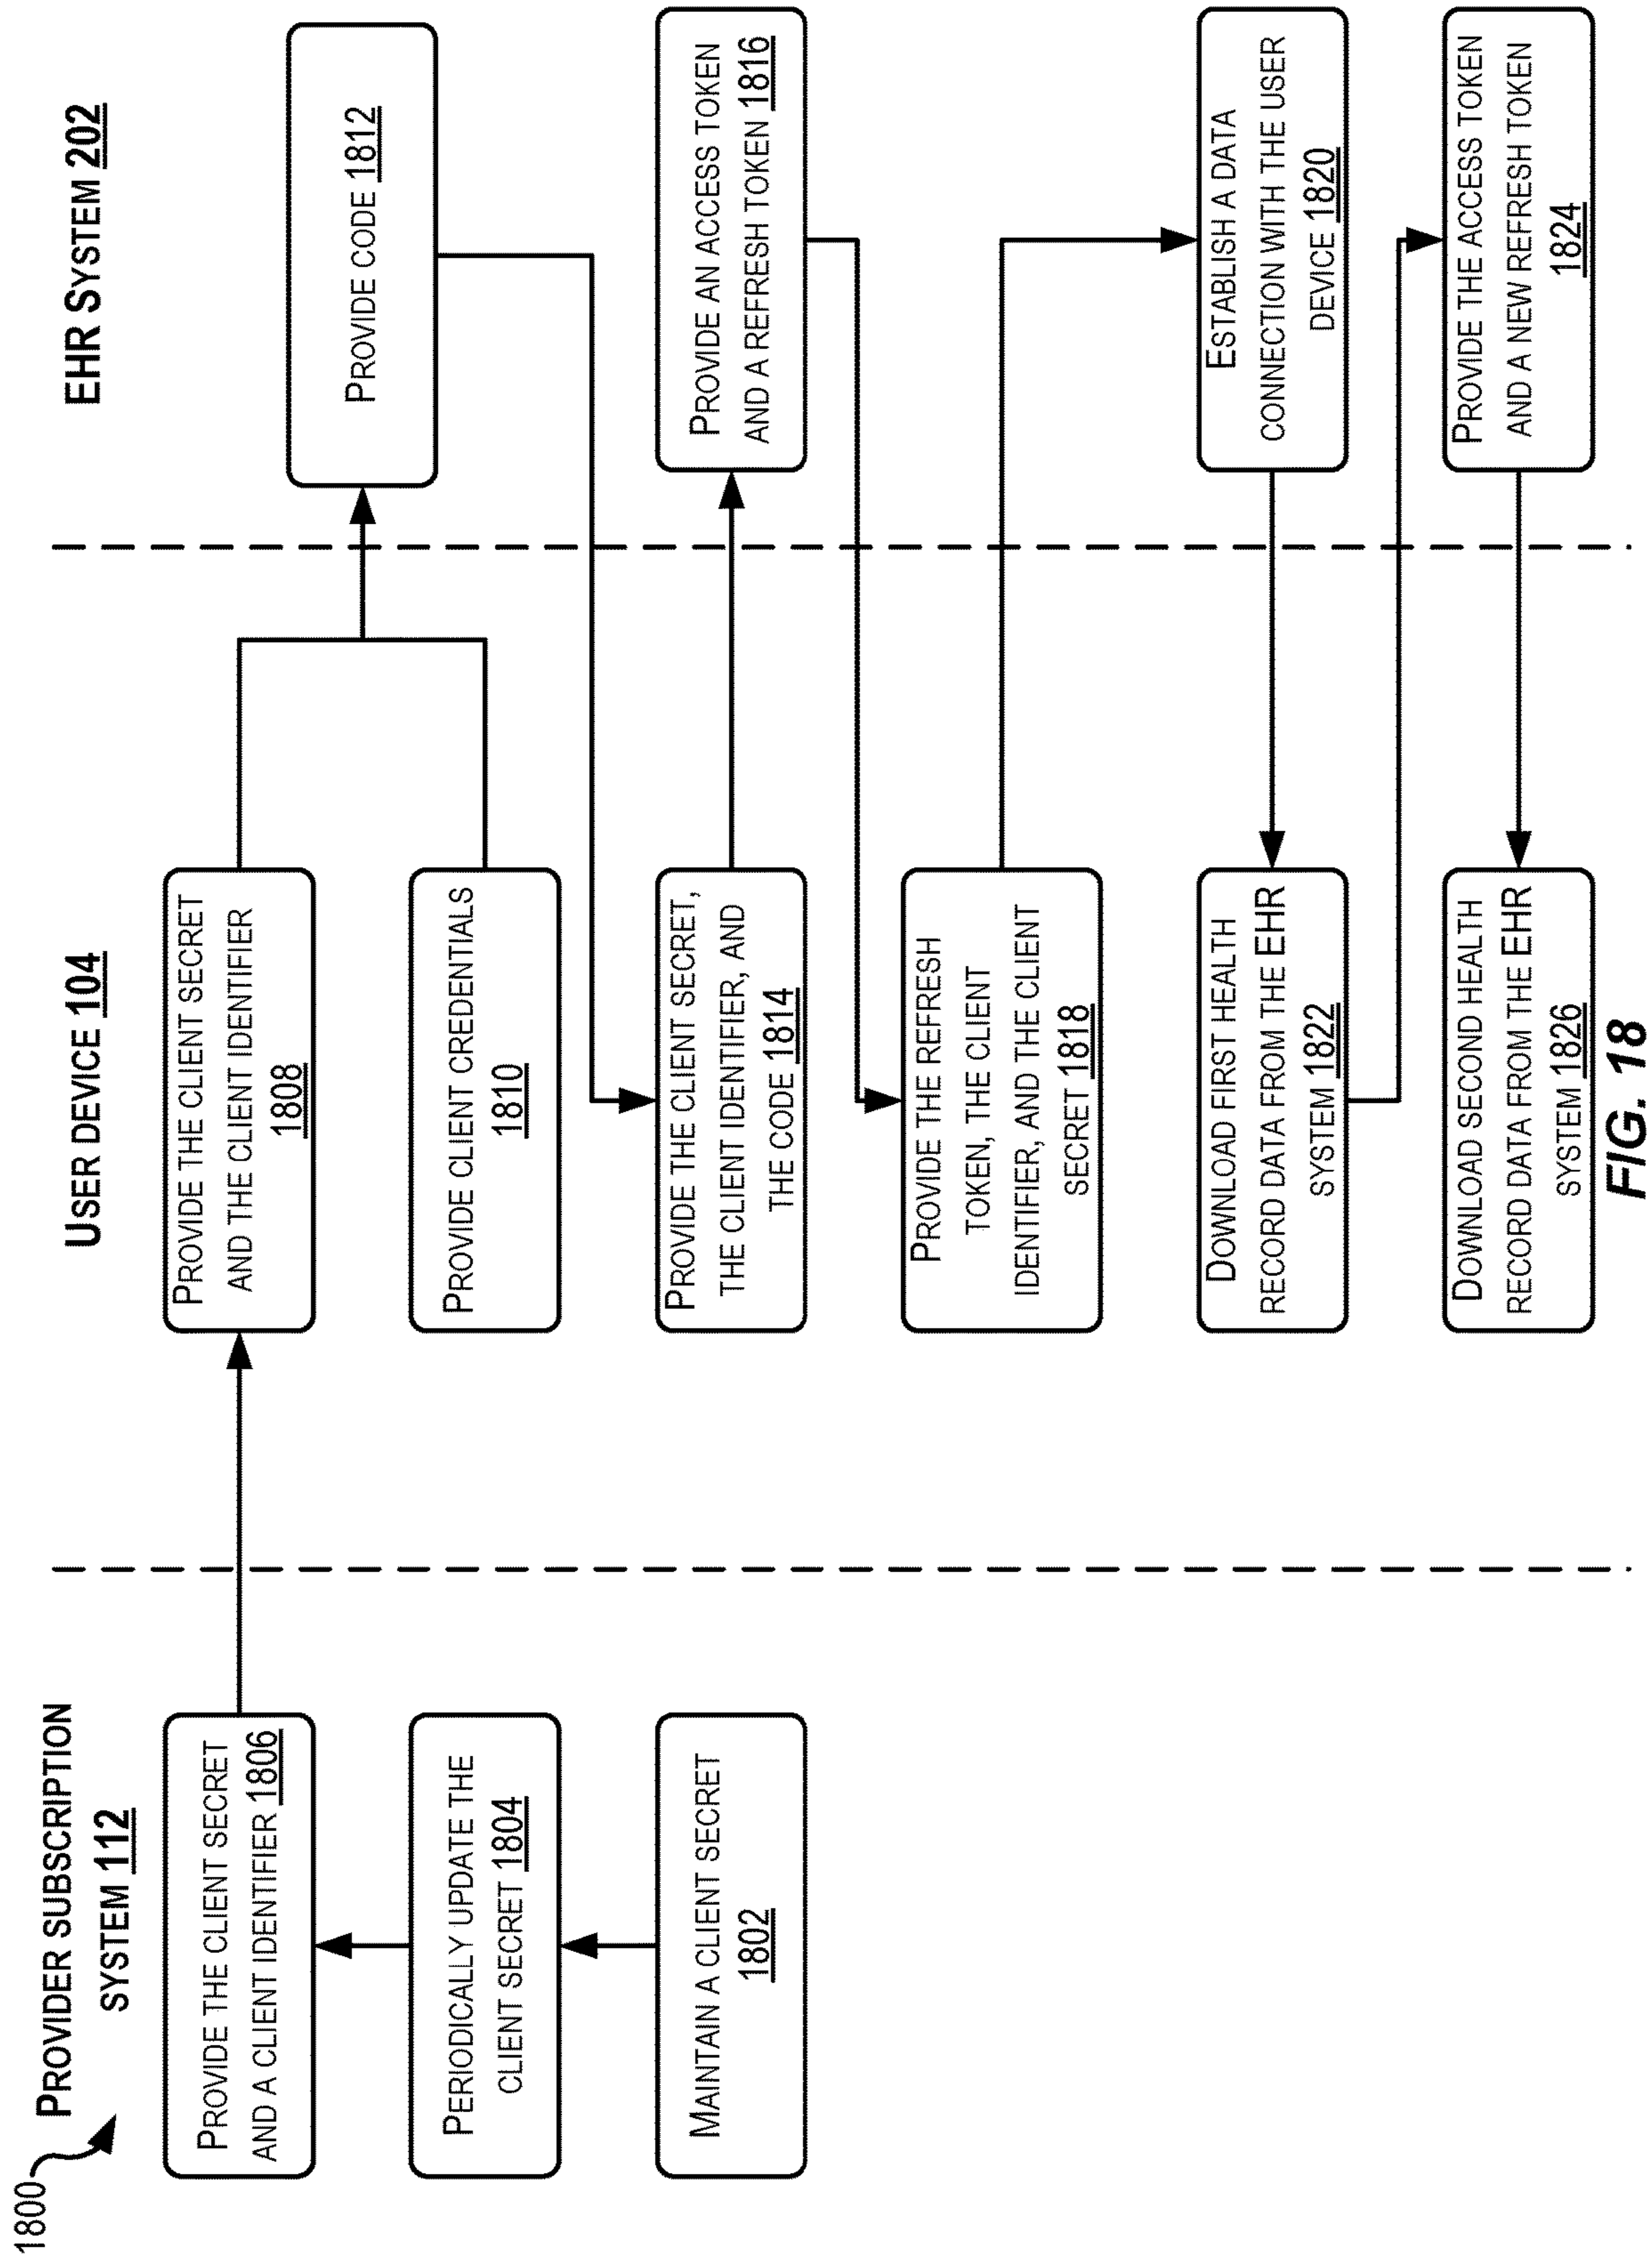 1800
PROVIDER SUBSCRIPTION
SYSTEM 112
USER DEVICE 104
EHR SYSTEM 202
PROVIDE THE CLIENT SECRET
AND A CLIENT IDENTIFIER 1806
PERIODICALLY UPDATE THE
CLIENT SECRET 1804
MAINTAIN A CLIENT SECRET
1802
PROVIDE THE CLIENT SECRET
AND THE CLIENT IDENTIFIER
1808
PROVIDE CLIENT CREDENTIALS
1810
PROVIDE CODE 1812
PROVIDE THE CLIENT SECRET,
THE CLIENT IDENTIFIER, AND
THE CODE 1814
PROVIDE AN ACCESS TOKEN
AND A REFRESH TOKEN 1816
PROVIDE THE REFRESH
TOKEN, THE CLIENT
IDENTIFIER, AND THE CLIENT
SECRET 1818
ESTABLISH A DATA
CONNECTION WITH THE USER
DEVICE 1820
DOWNLOAD FIRST HEALTH
RECORD DATA FROM THE EHR
SYSTEM 1822
PROVIDE THE ACCESS TOKEN
AND A NEW REFRESH TOKEN
1824
DOWNLOAD SECOND HEALTH
RECORD DATA FROM THE EHR
SYSTEM 1826
FIG. 18